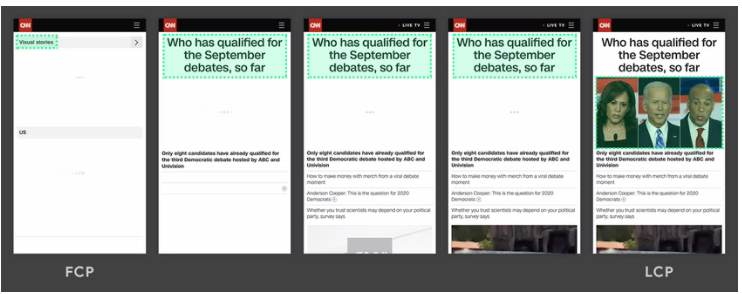 CNN
Visual stories
US
CNN
Who has qualified for
the September
debates, so far
Only eight candidates have already qualified for
the third Democratic debate hosted by ABC and
Univision
CNN
LIVE TV
Who has qualified for
the September
debates, so far
Only eight candidates have already qualified for
the third Democratic debate hosted by ABC and
Univision
How to make money with merch from a viral debate
moment
Anderson Cooper: This is the question for 2020
Democrats
Whether you trust scientists may depend on your political
party, survey says
CNN
LIVE TV
Who has qualified for
the September
debates, so far
Only eight candidates have already qualified for
the third Democratic debate hosted by ABC and
Univision
How to make money with merch from a viral debate
moment
Anderson Cooper: This is the question for 2020
Democrats
Whether you trust scientists may depend on your political
party, survey says
CNN
LIVE TV
Who has qualified for
the September
debates, so far
Only eight candidates have already qualified for
the third Democratic debate hosted by ABC and
Univision
How to make money with merch from a viral debate
moment
Anderson Cooper: This is the question for 2020
Democrats
Whether you trust scientists may depend on your political
party, survey says
FCP
LCP